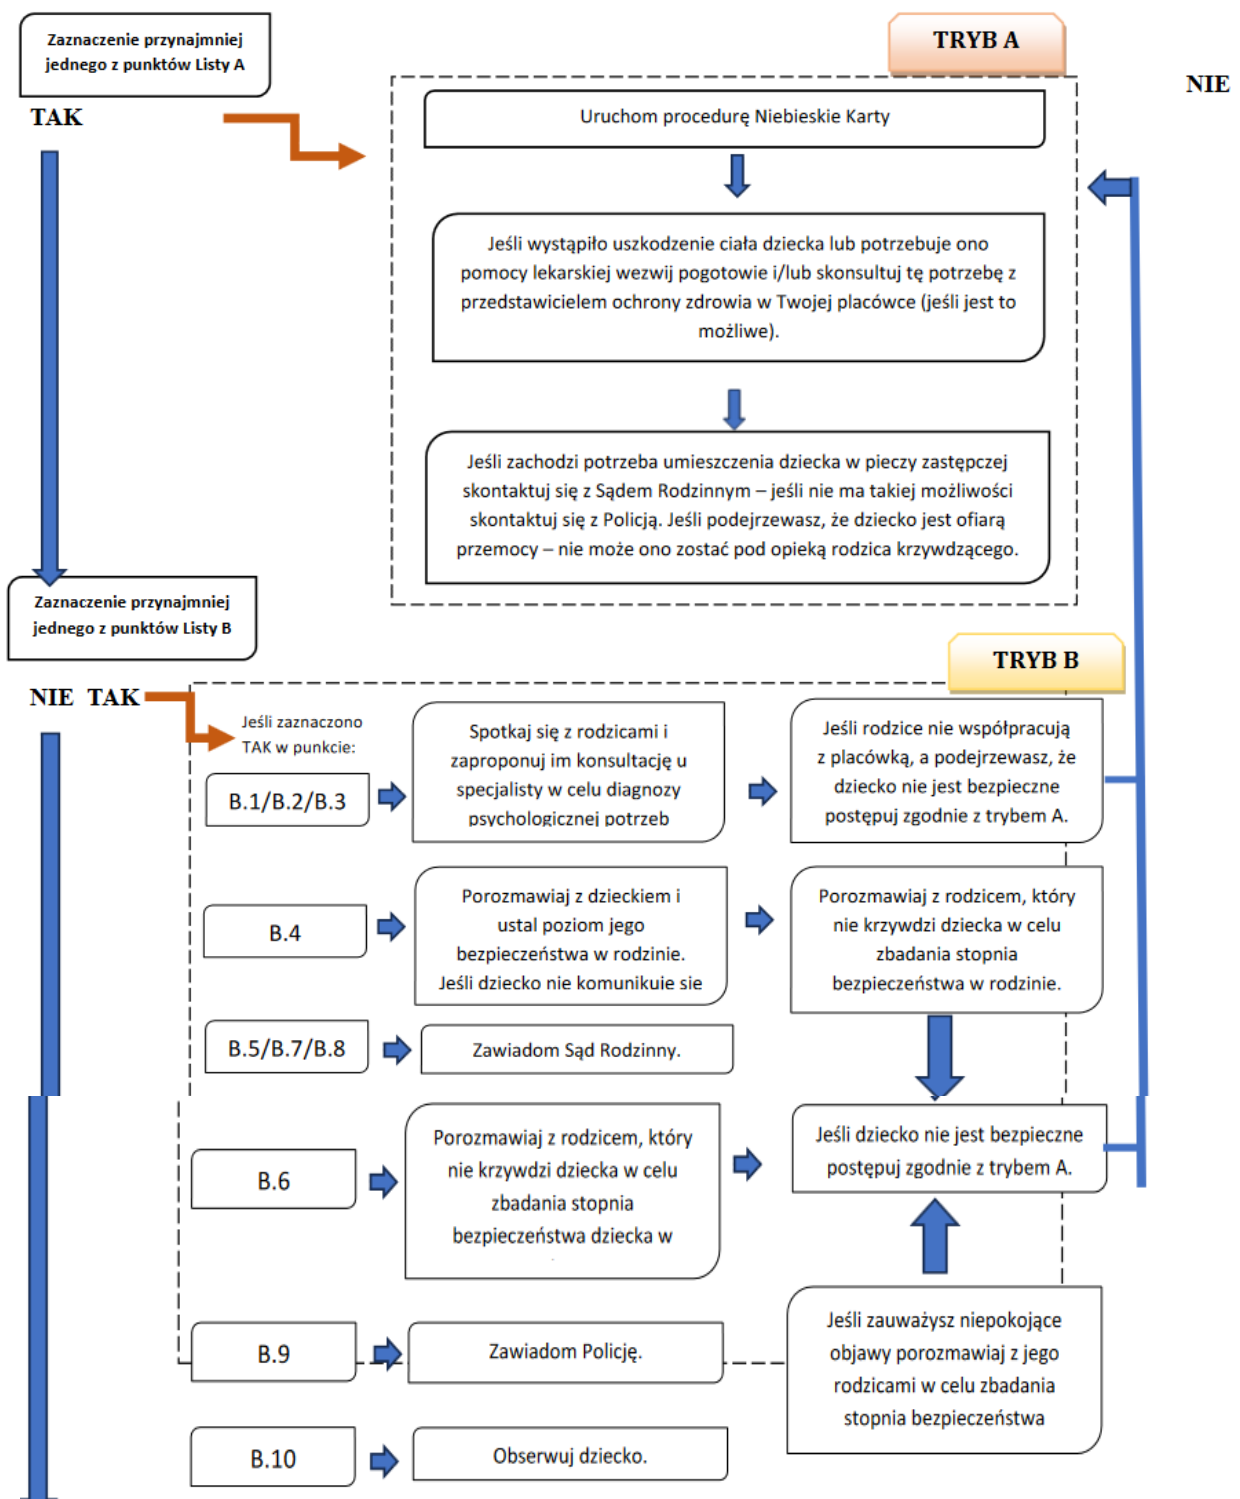 Zaznaczenie przynajmniej
jednego z punktów Listy A
TAK
TRYB A
NIE
Uruchom procedurę Niebieskie Karty
Jeśli wystąpiło uszkodzenie ciała dziecka lub potrzebuje ono
pomocy lekarskiej wezwij pogotowie i/lub skonsultuj tę potrzebę z
przedstawicielem ochrony zdrowia w Twojej placówce (jeśli jest to
możliwe).
Jeśli zachodzi potrzeba umieszczenia dziecka w pieczy zastępczej
skontaktuj się z Sądem Rodzinnym – jeśli nie ma takiej możliwości
skontaktuj się z Policją. Jeśli podejrzewasz, że dziecko jest ofiarą
przemocy – nie może ono zostać pod opieką rodzica krzywdzącego.
Zaznaczenie przynajmniej
jednego z punktów Listy B
NIE TAK
TRYB B
Jeśli zaznaczono
TAK w punkcie:
B.1/B.2/B.3
Spotkaj się z rodzicami i
zaproponuj im konsultację u
specjalisty w celu diagnozy
psychologicznej potrzeb
Jeśli rodzice nie współpracują
z placówką, a podejrzewasz, że
dziecko nie jest bezpieczne
postępuj zgodnie z trybem A.
B.4
Porozmawiaj z dzieckiem i
ustal poziom jego
bezpieczeństwa w rodzinie.
Jeśli dziecko nie komunikuje się
Porozmawiaj z rodzicem, który
nie krzywdzi dziecka w celu
zbadania stopnia
bezpieczeństwa w rodzinie.
B.5/B.7/B.8
Zawiadom Sąd Rodzinny.
B.6
Porozmawiaj z rodzicem, który
nie krzywdzi dziecka w celu
zbadania stopnia
bezpieczeństwa dziecka w
Jeśli dziecko nie jest bezpieczne
postępuj zgodnie z trybem A.
B.9
Zawiadom Policję.
Jeśli zauważysz niepokojące
objawy porozmawiaj z jego
rodzicami w celu zbadania
stopnia bezpieczeństwa
B.10
Obserwuj dziecko.